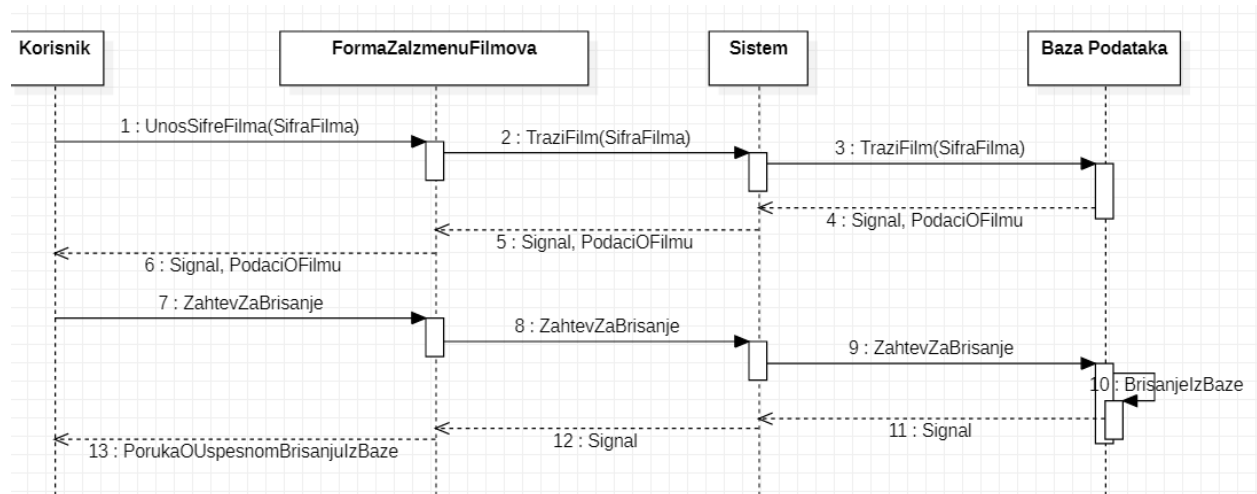 Korisnik
FormaZaIzmenuFilmova
Sistem
Baza Podataka
1 : UnosSifreFilma(SifraFilma)
2 : TraziFilm(SifraFilma)
3 : TraziFilm(SifraFilma)
4 : Signal, PodaciOFilmu
5 : Signal, PodaciOFilmu
6 : Signal, PodaciOFilmu
7 : ZahtevZaBrisanje
8 : ZahtevZaBrisanje
9 : ZahtevZaBrisanje
10 : BrisanjeIzBaze
11 : Signal
12 : Signal
13 : PorukaOUspesnomBrisanjuIzBaze